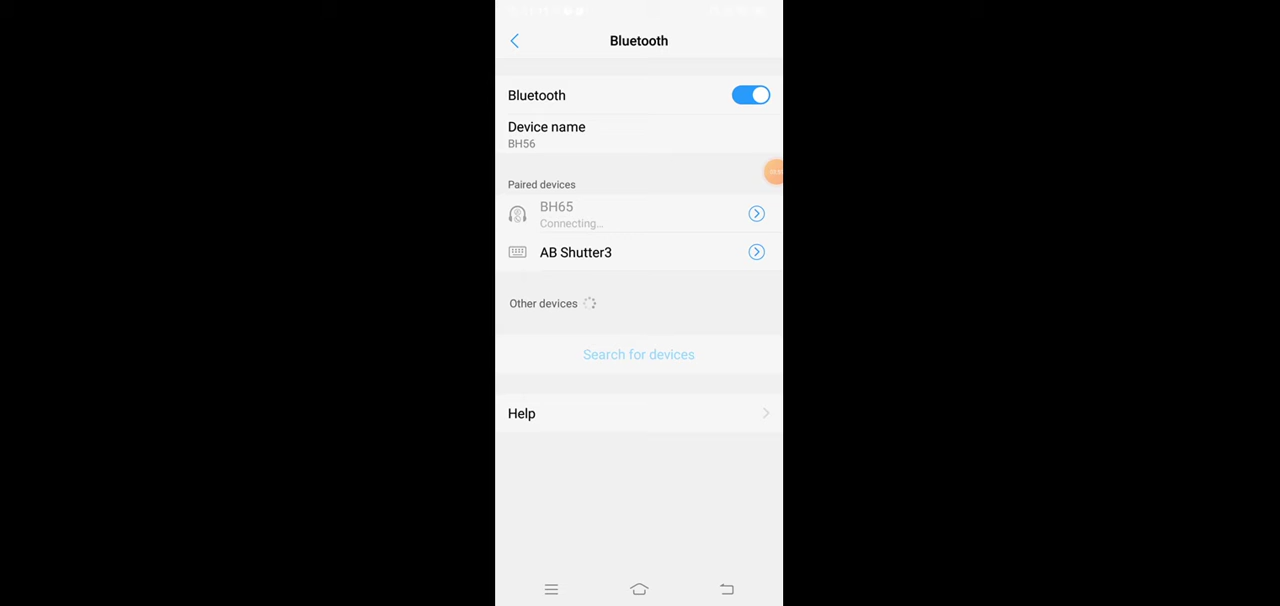 Bluetooth
Bluetooth
Device name
BH56
Paired devices
BH65
Connecting...
AB Shutter3
Other devices
Search for devices
Help